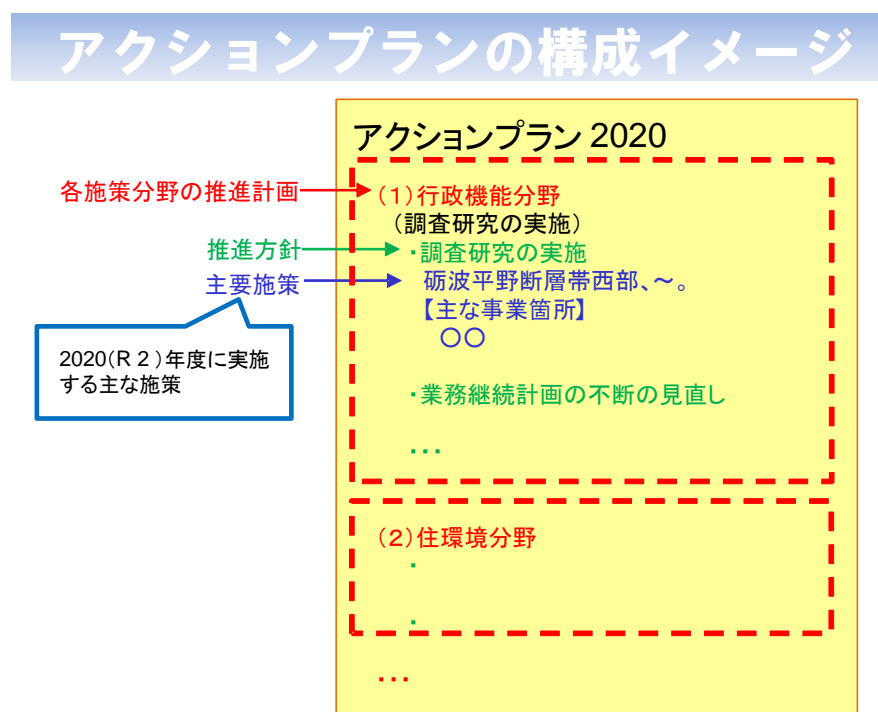 アクションプランの構成イメージ
アクションプラン 2020
各施策分野の推進計画
(1)行政機能分野
(調査研究の実施)
推進方針
・調査研究の実施
主要施策
砺波平野断層帯西部、～。
【主な事業箇所】
○○
2020(R 2)年度に実施
する主な施策
・業務継続計画の不断の見直し
・・・
(2)住環境分野
・
・
・・・